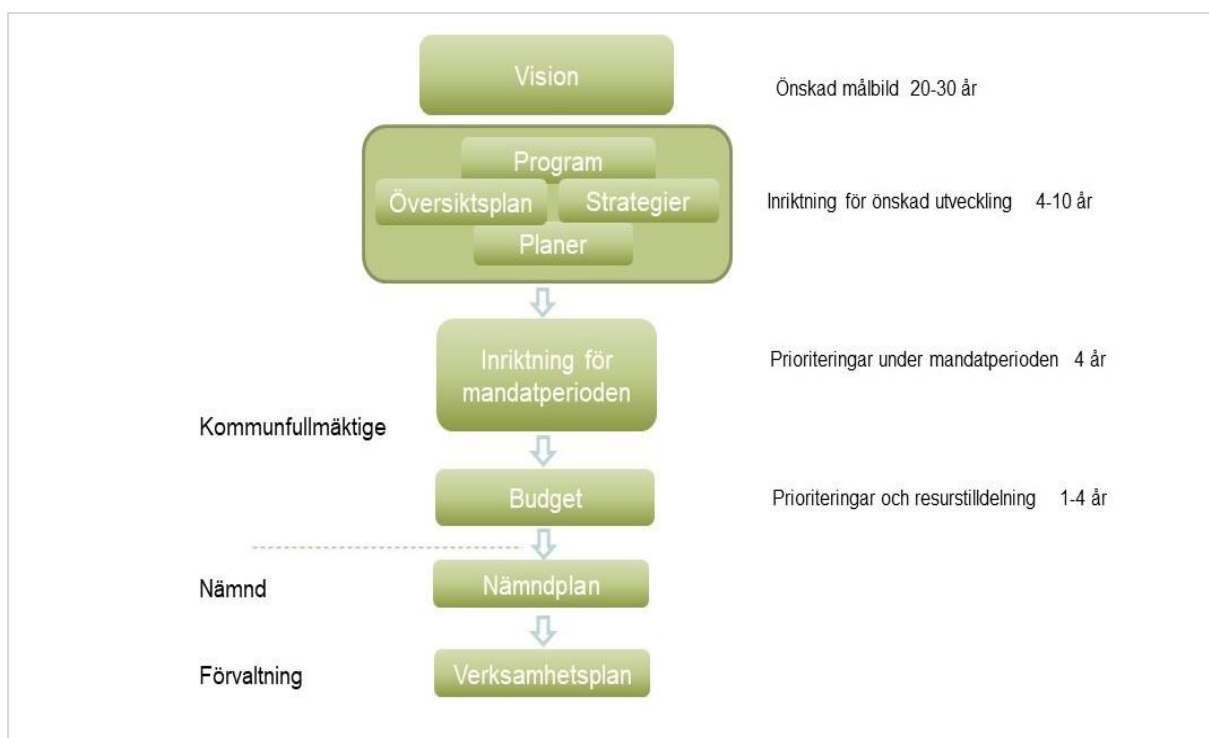 Vision
Önskad målbild 20-30 år
Program
Översiktsplan
Strategier
Inriktning för önskad utveckling 4-10 år
Planer
Inriktning för
mandatperioden
Prioriteringar under mandatperioden 4 år
Kommunfullmäktige
Budget
Prioriteringar och resurstilldelning 1-4 år
Nämnd
Nämndplan
Förvaltning
Verksamhetsplan